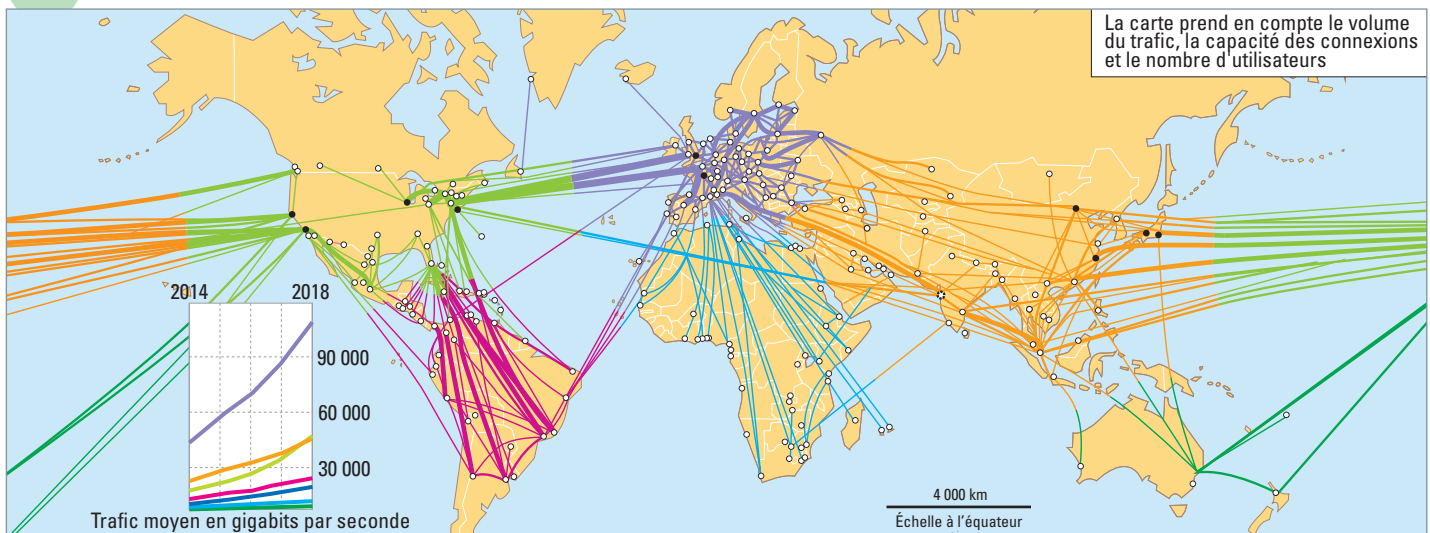 La carte prend en compte le volume
du trafic, la capacité des connexions
et le nombre d'utilisateurs
2014
2018
90 000
60 000
30 000
Trafic moyen en gigabits par seconde
4 000 km
Échelle à l'équateur